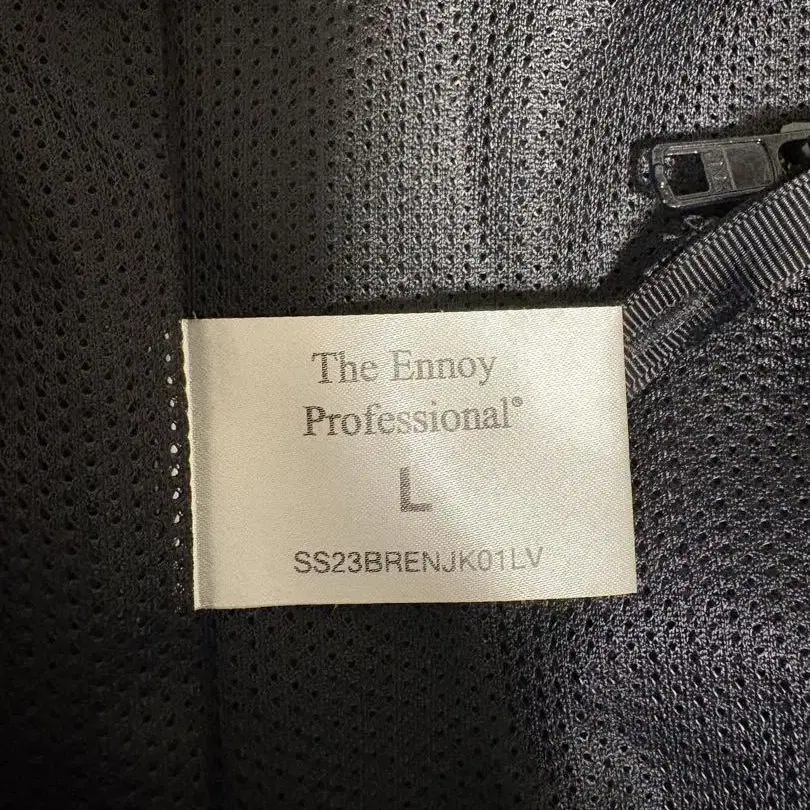 The Ennoy
Professional®
L
SS23BRENJK01LV